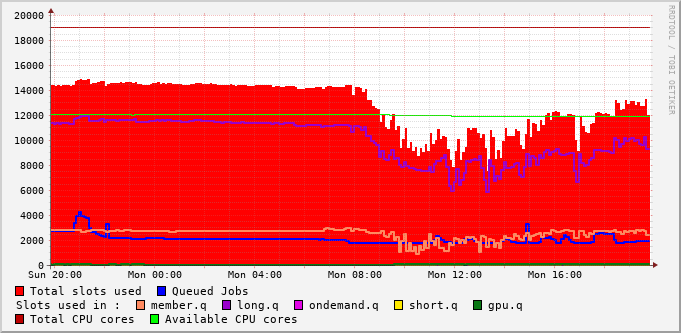 20000
18000
16000
14000
12000
10000
8000
6000
4000
2000
0
Sun 20:00 Mon 00:00 Mon 04:00 Mon 08:00 Mon 12:00 Mon 16:00
Total slots used Queued Jobs
Slots used in : member.q long.q ondemand.q short.q gpu.q
Total CPU cores Available CPU cores
RRDTOOL / TOBI OETIKER